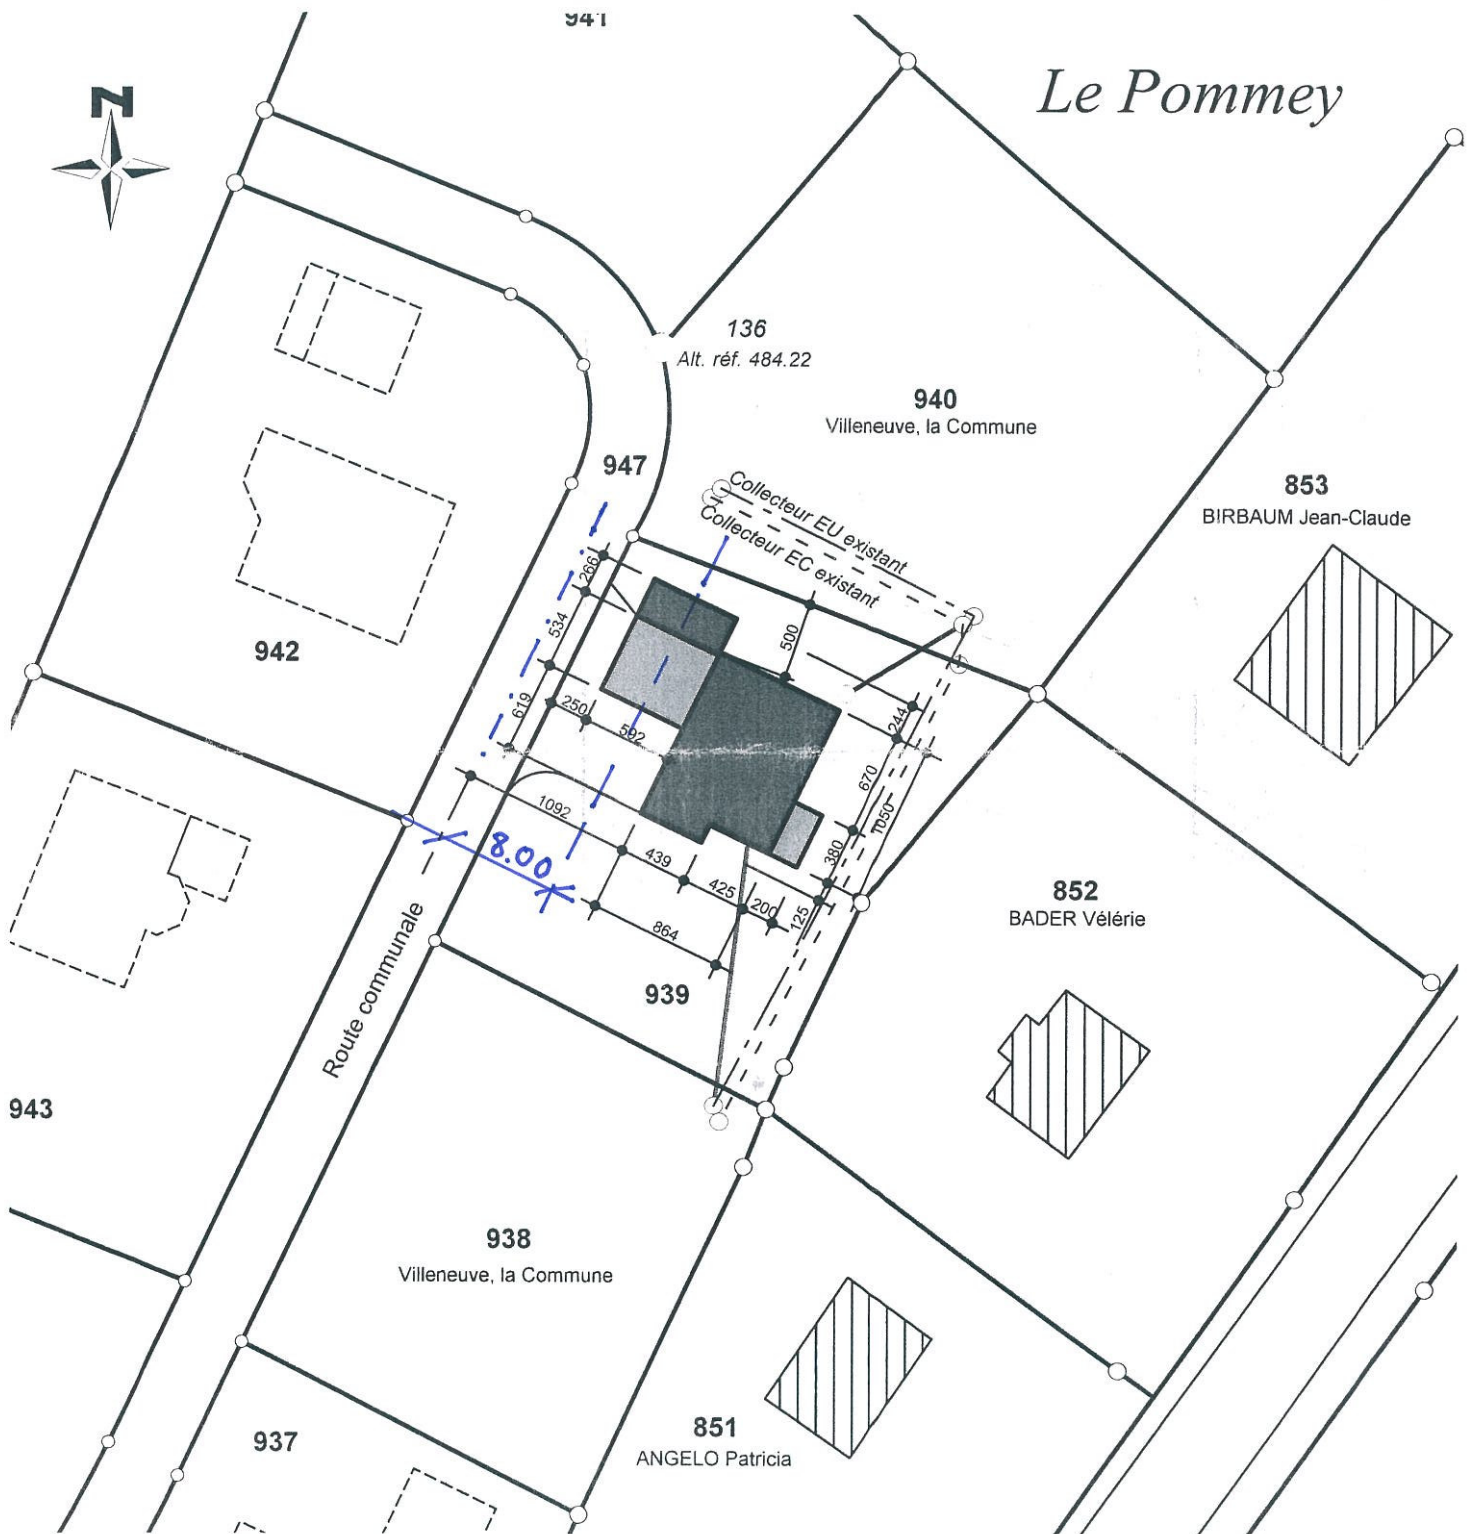 941
Le Pommey
N
136
Alt. réf. 484.22
940
Villeneuve, la Commune
947
853
BIRBAUM Jean-Claude
Collecteur EU existant
Collecteur EC existant
266
534
500
942
619
250
592
244
670
1050
1092
8.00
439
380
425
200
125
852
BADER Vélérie
864
Route communale
939
943
938
Villeneuve, la Commune
851
ANGELO Patricia
937